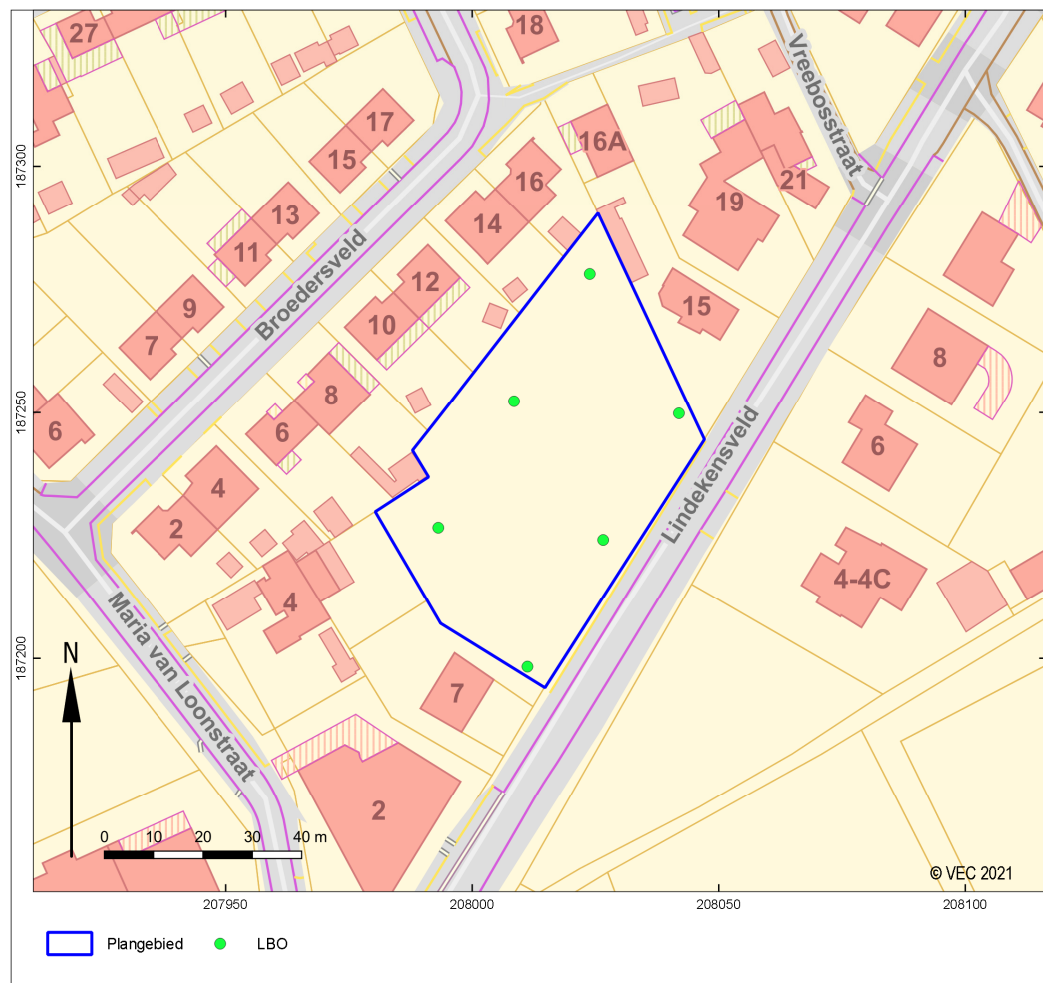 27
18
Vreebosstraat
17
16A
15
16
21
13
19
14
11
12
15
9
10
Broedersveld
8
7
8
6
6
6
Lindekensveld
4
2
4-4C
4
Maria van Loonstraat
N
7
2
0 10 20 30 40 m
© VEC 2021
187300
187250
187200
207950 208000 208050 208100
Plangebied LBO